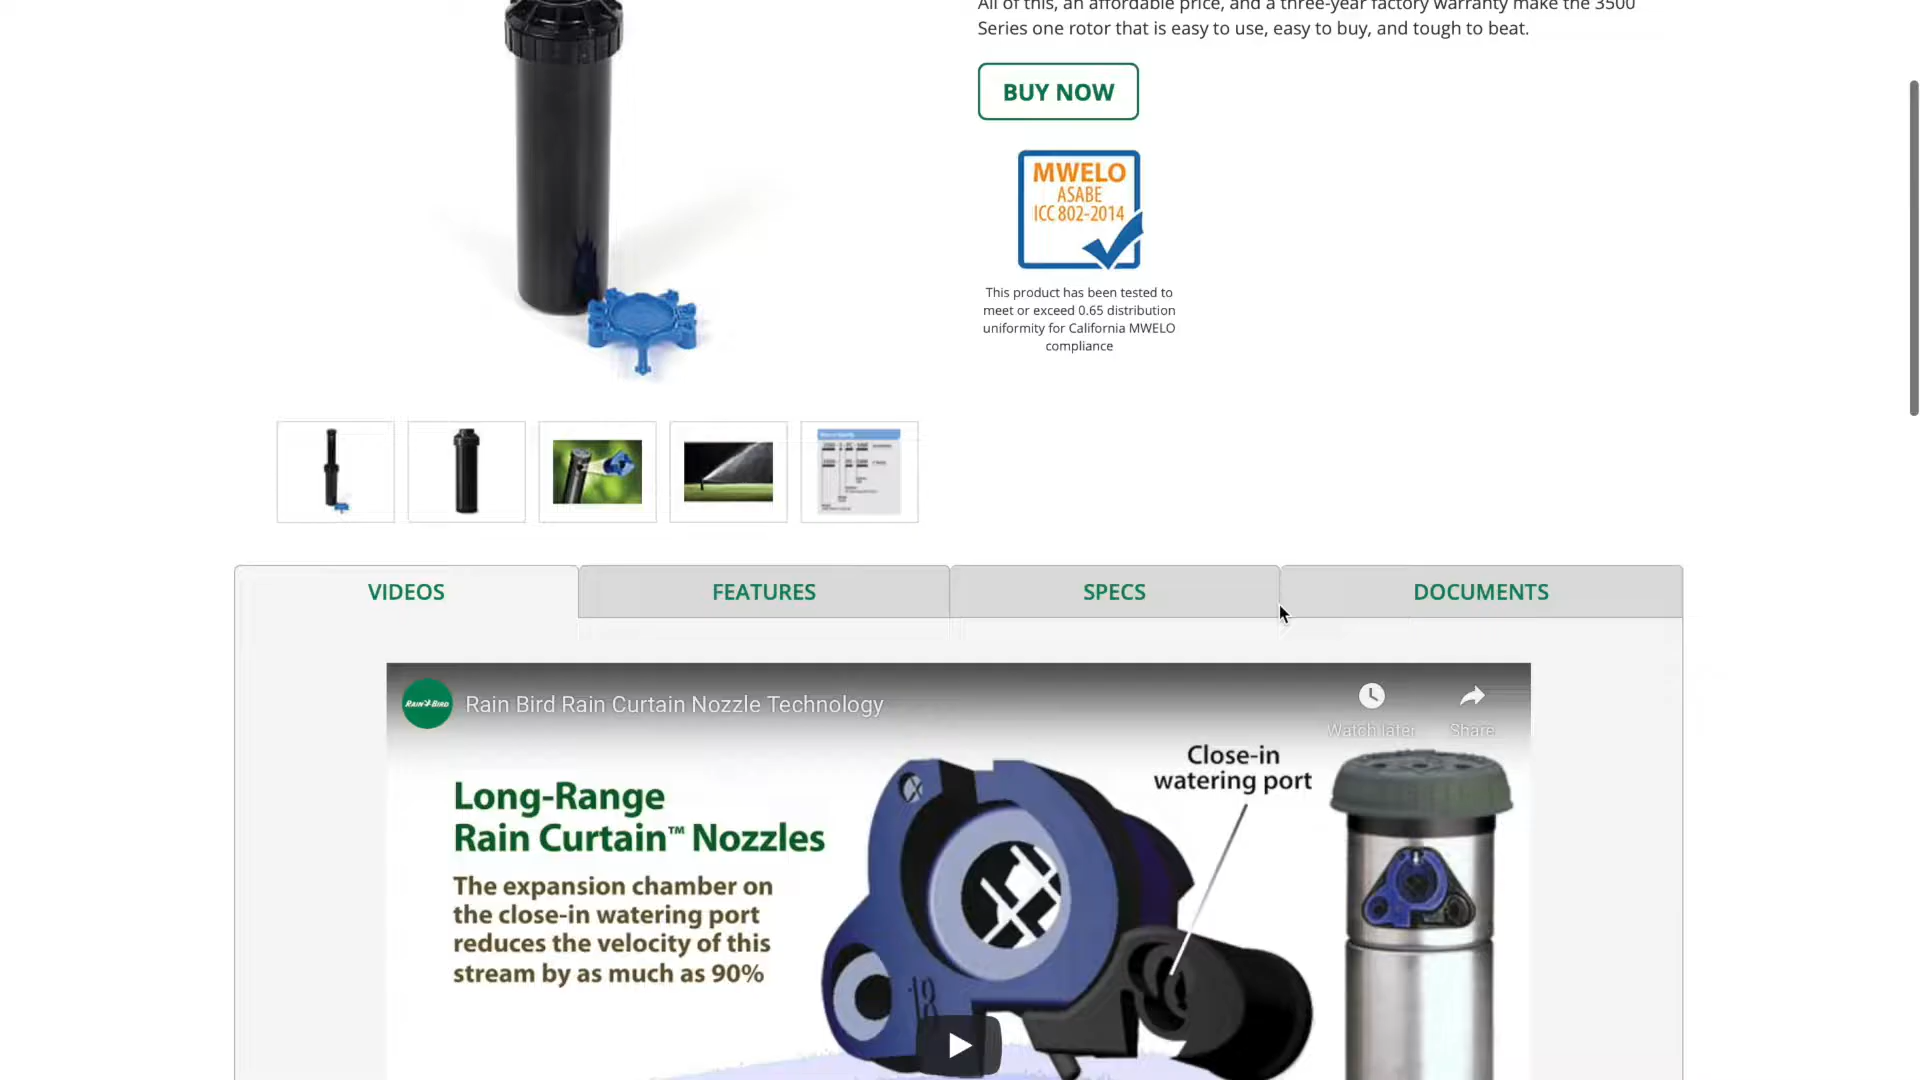 All of this, an affordable price, and a three-year factory warranty make the 3500
Series one rotor that is easy to use, easy to buy, and tough to beat.
BUY NOW
MWELO
ASABE
ICC 802-2014
This product has been tested to
meet or exceed 0.65 distribution
uniformity for California MWELO
compliance
VIDEOS
FEATURES
SPECS
DOCUMENTS
RAIN BIRD
Rain Bird Rain Curtain Nozzle Technology
Watch later
Share
Close-in
watering port
Long-Range
Rain Curtain™ Nozzles
The expansion chamber on
the close-in watering port
reduces the velocity of this
stream by as much as 90%
18